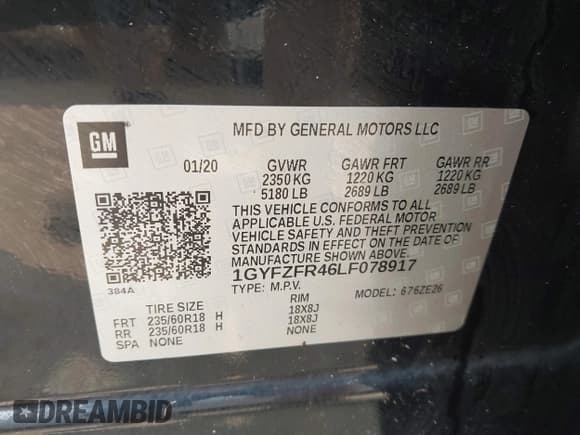 GM
MFD BY GENERAL MOTORS LLC
01/20 GVWR GAWR FRT GAWR RR
2350 KG 1220 KG 1220 KG
5180 LB 2689 LB 2689 LB
THIS VEHICLE CONFORMS TO ALL
APPLICABLE U.S. FEDERAL MOTOR
VEHICLE SAFETY AND THEFT PREVENTION
STANDARDS IN EFFECT ON THE DATE OF
MANUFACTURE SHOWN ABOVE.
1GYFZFR46LF078917
384A
TYPE: M.P.V. MODEL: 676ZE26
TIRE SIZE RIM
FRT 235/60R18 H 18X8J
RR 235/60R18 H 18X8J
SPA NONE NONE
DREAMBID